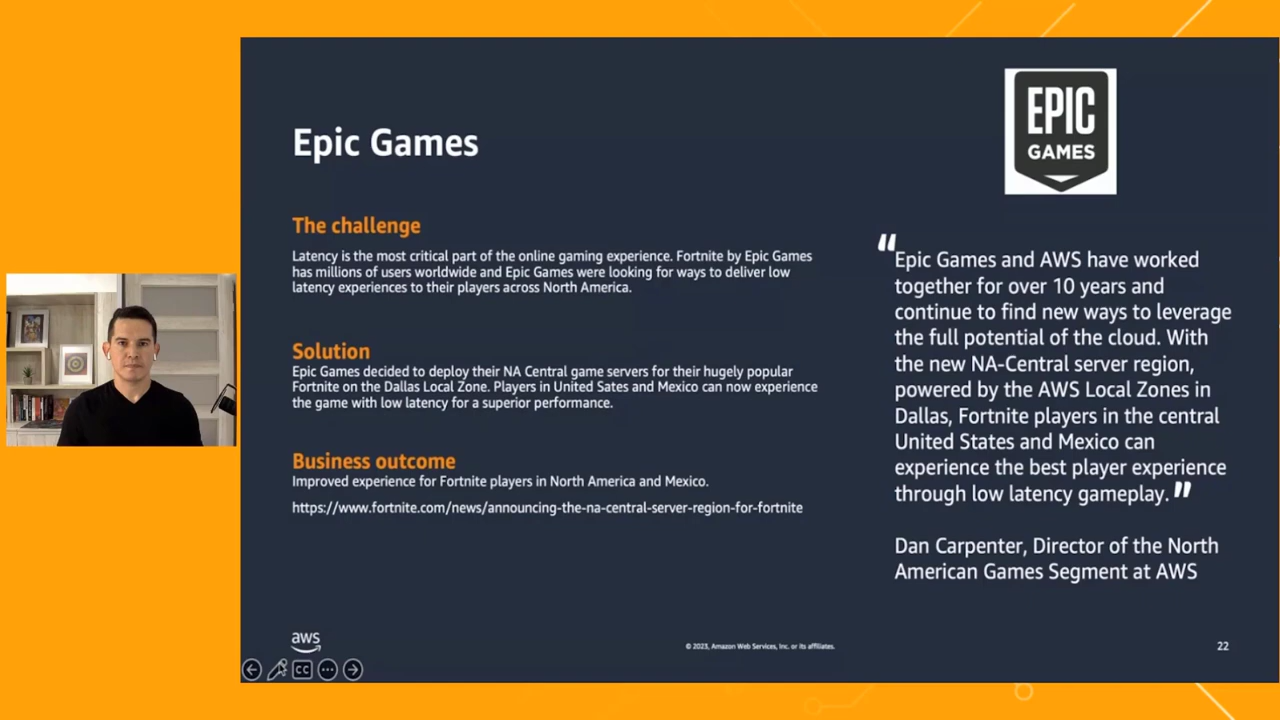 EPIC
GAMES
Epic Games
The challenge
Latency is the most critical part of the online gaming experience. Fortnite by Epic Games
has millions of users worldwide and Epic Games were looking for ways to deliver low
latency experiences to their players across North America.
Solution
Epic Games decided to deploy their NA Central game servers for their hugely popular
Fortnite on the Dallas Local Zone. Players in United Sates and Mexico can now experience
the game with low latency for a superior performance.
Business outcome
Improved experience for Fortnite players in North America and Mexico.
https://www.fortnite.com/news/announcing-the-na-central-server-region-for-fortnite
"Epic Games and AWS have worked
together for over 10 years and
continue to find new ways to leverage
the full potential of the cloud. With
the new NA-Central server region,
powered by the AWS Local Zones in
Dallas, Fortnite players in the central
United States and Mexico can
experience the best player experience
through low latency gameplay."
Dan Carpenter, Director of the North
American Games Segment at AWS
aws
© 2023, Amazon Web Services, Inc. or its affiliates.
22
CC